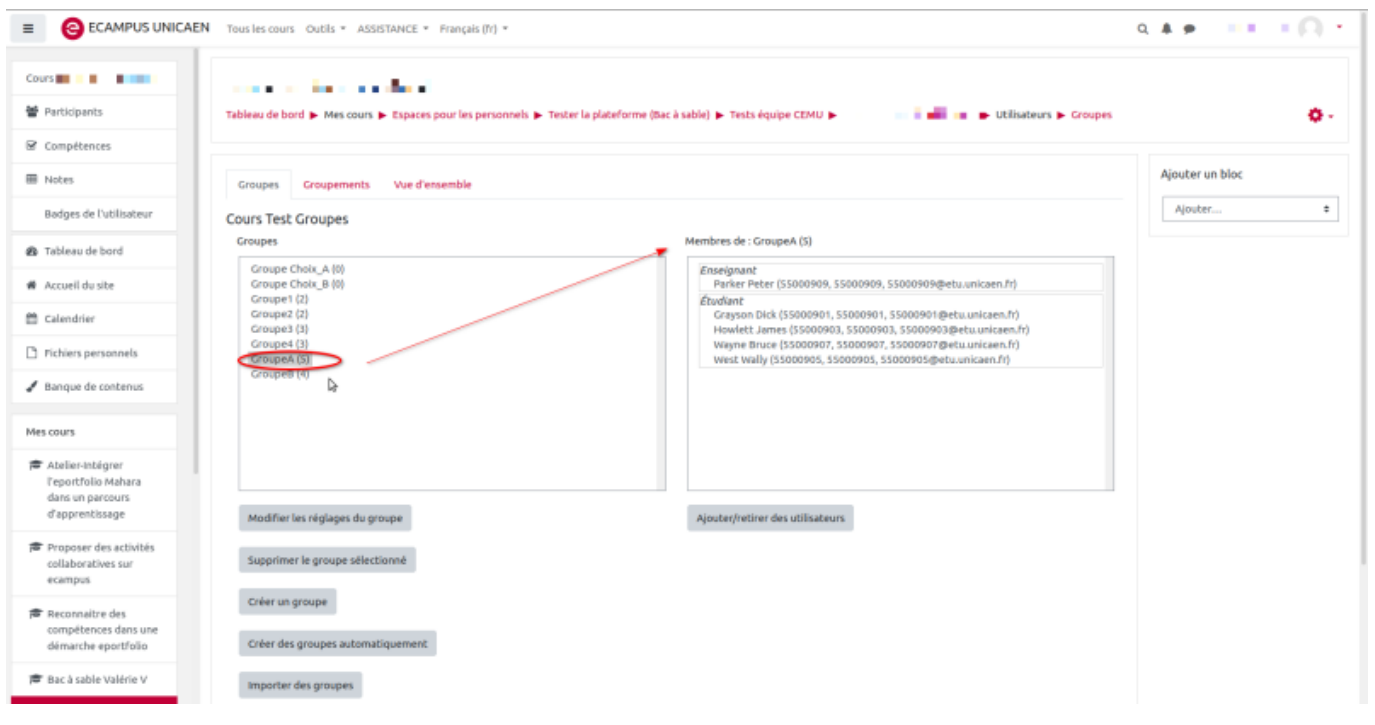 ECAMPUS UNICAEN Tous les cours Outils ASSISTANCE Français (fr)
Cours
Participants
Compétences
Notes
Badges de l'utilisateur
Tableau de bord
Accueil du site
Calendrier
Fichiers personnels
Banque de contenus
Mes cours
Atelier-Intégrer
l'eportfolio Mahara
dans un parcours
d'apprentissage
Proposer des activités
collaboratives sur
ecampus
Reconnaitre des
compétences dans une
démarche eportfolio
Bac à sable Valérie V
Tableau de bord ► Mes cours ► Espaces pour les personnels ► Tester la plateforme (Bac à sable) ► Tests équipe CEMU ► ► Utilisateurs ► Groupes
Groupes Groupements Vue d'ensemble
Cours Test Groupes
Groupes
Groupe Choix_A (0)
Groupe Choix_B (0)
Groupe1 (2)
Groupe2 (2)
Groupe3 (3)
Groupe4 (3)
GroupeA (5)
GroupeB (4)
Modifier les réglages du groupe
Supprimer le groupe sélectionné
Créer un groupe
Créer des groupes automatiquement
Importer des groupes
Membres de : GroupeA (5)
Enseignant
Parker Peter (55000909, 55000909, 55000909@etu.unicaen.fr)
Étudiant
Grayson Dick (55000901, 55000901, 55000901@etu.unicaen.fr)
Howlett James (55000903, 55000903, 55000903@etu.unicaen.fr)
Wayne Bruce (55000907, 55000907, 55000907@etu.unicaen.fr)
West Wally (55000905, 55000905, 55000905@etu.unicaen.fr)
Ajouter/retirer des utilisateurs
Ajouter un bloc
Ajouter...